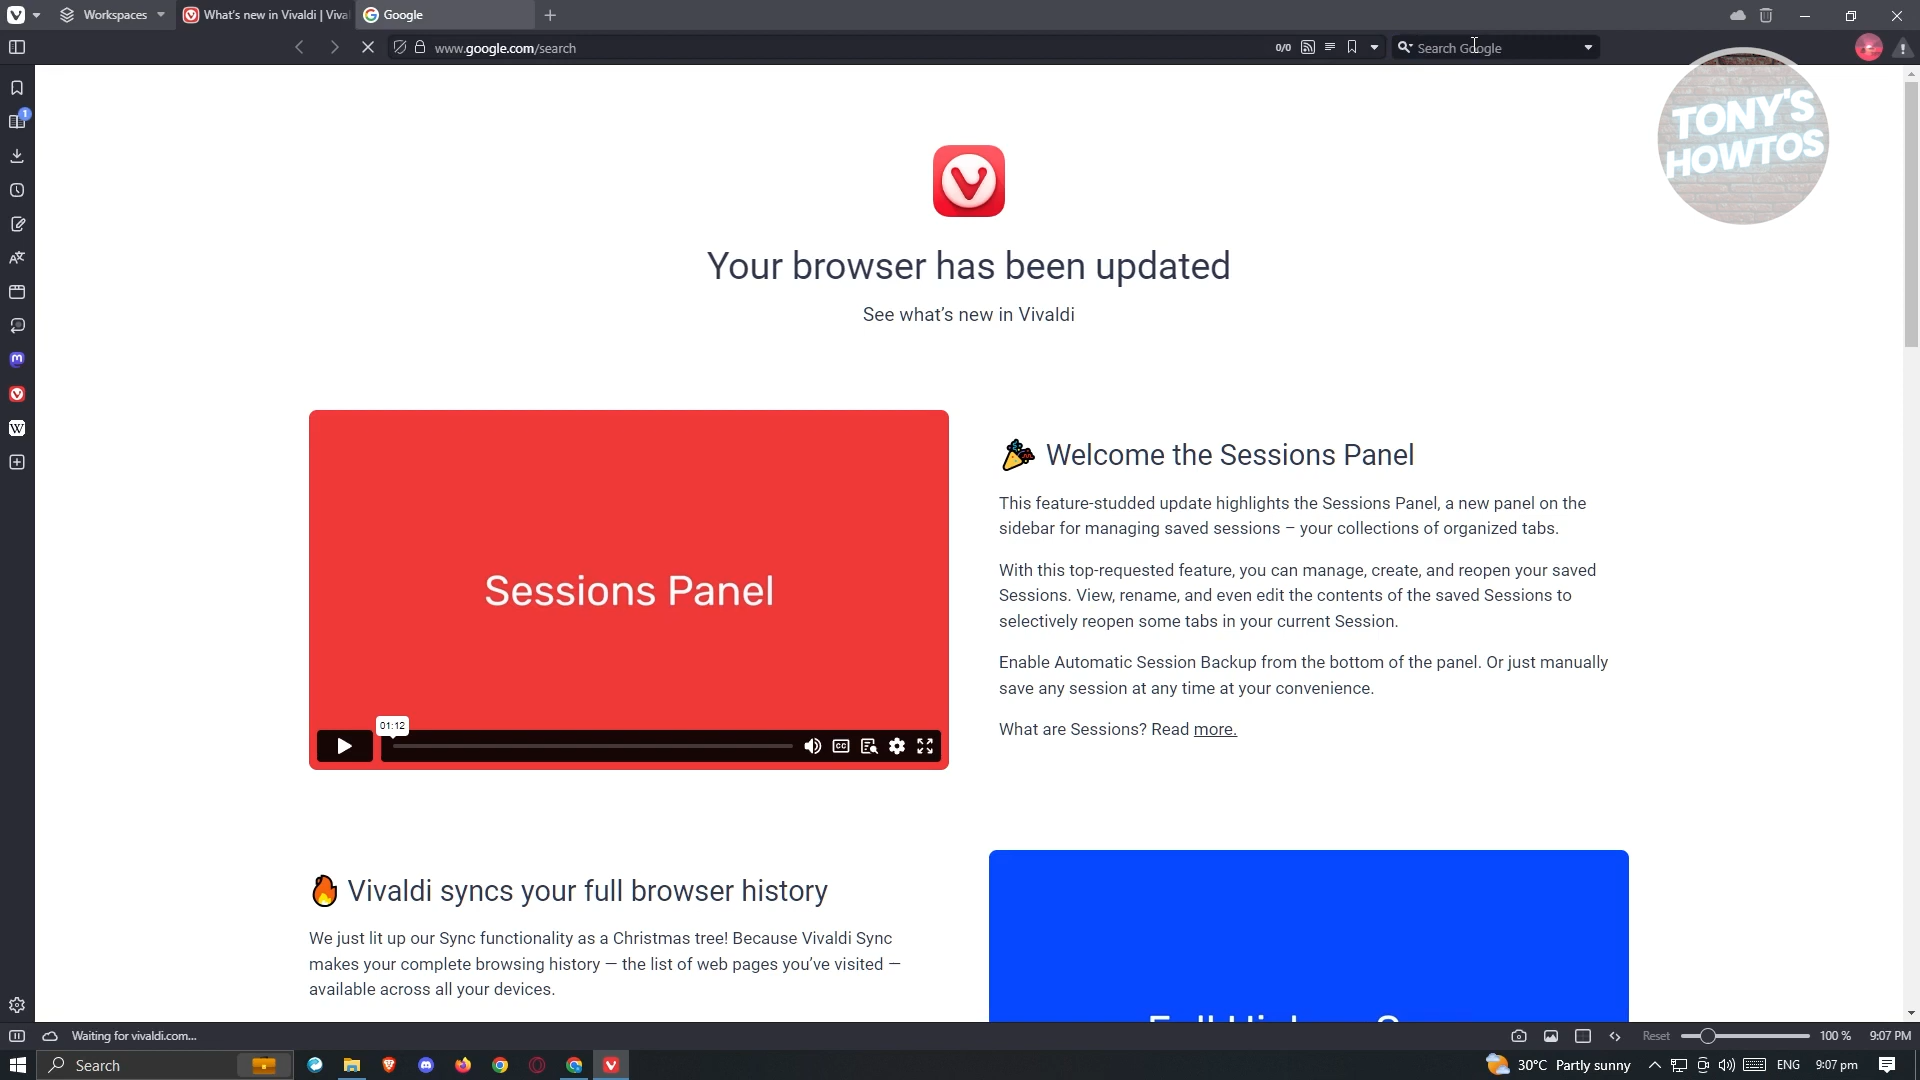 Workspaces
What's new in Vivaldi | Viva
Google
www.google.com/search
0/0
Search Google
TONY'S
HOWTOS
1
Your browser has been updated
See what's new in Vivaldi
Sessions Panel
01:12
CC
🎉 Welcome the Sessions Panel
This feature-studded update highlights the Sessions Panel, a new panel on the
sidebar for managing saved sessions – your collections of organized tabs.
With this top-requested feature, you can manage, create, and reopen your saved
Sessions. View, rename, and even edit the contents of the saved Sessions to
selectively reopen some tabs in your current Session.
Enable Automatic Session Backup from the bottom of the panel. Or just manually
save any session at any time at your convenience.
What are Sessions? Read more.
🔥 Vivaldi syncs your full browser history
We just lit up our Sync functionality as a Christmas tree! Because Vivaldi Sync
makes your complete browsing history — the list of web pages you've visited —
available across all your devices.
Waiting for vivaldi.com...
Reset
100 %
9:07 PM
Search
30°C Partly sunny
ENG
9:07 pm